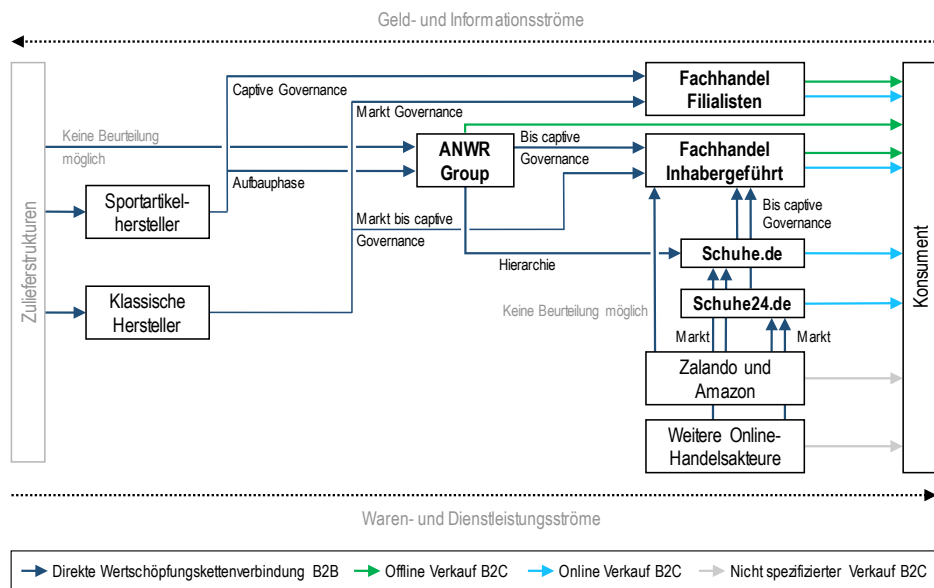 Geld- und Informationsströme
Zulieferstrukturen
Captive Governance
Markt Governance
Fachhandel
Filialisten
Keine Beurteilung
möglich
ANWR
Group
Bis captive
Governance
Fachhandel
Inhabergeführt
Aufbauphase
Sportartikel-
hersteller
Markt bis captive
Governance
Bis captive
Governance
Hierarchie
Schuhe.de
Klassische
Hersteller
Keine Beurteilung möglich
Schuhe24.de
Markt
Markt
Zalando und
Amazon
Weitere Online-
Handelsakteure
Konsument
Waren- und Dienstleistungsströme
Direkte Wertschöpfungskettenverbindung B2B
Offline Verkauf B2C
Online Verkauf B2C
Nicht spezifizierter Verkauf B2C